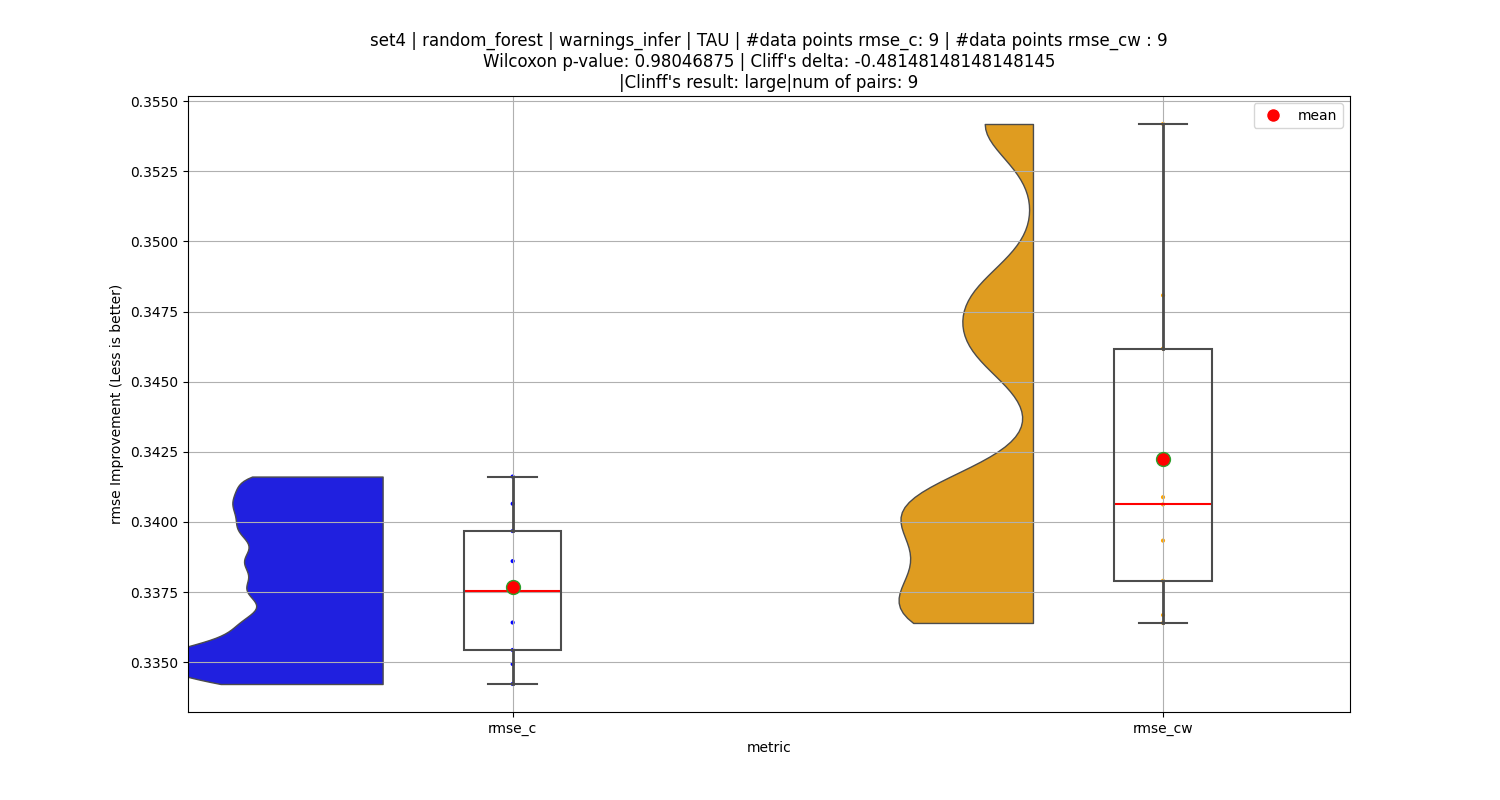 set4 | random_forest | warnings_infer | TAU | #data points rmse_c: 9 | #data points rmse_cw : 9
Wilcoxon p-value: 0.98046875 | Cliff's delta: -0.48148148148148145
|Clinff's result: large|num of pairs: 9
mean
0.3550
0.3525
0.3500
0.3475
0.3450
0.3425
0.3400
0.3375
0.3350
rmse Improvement (Less is better)
rmse_c
rmse_cw
metric